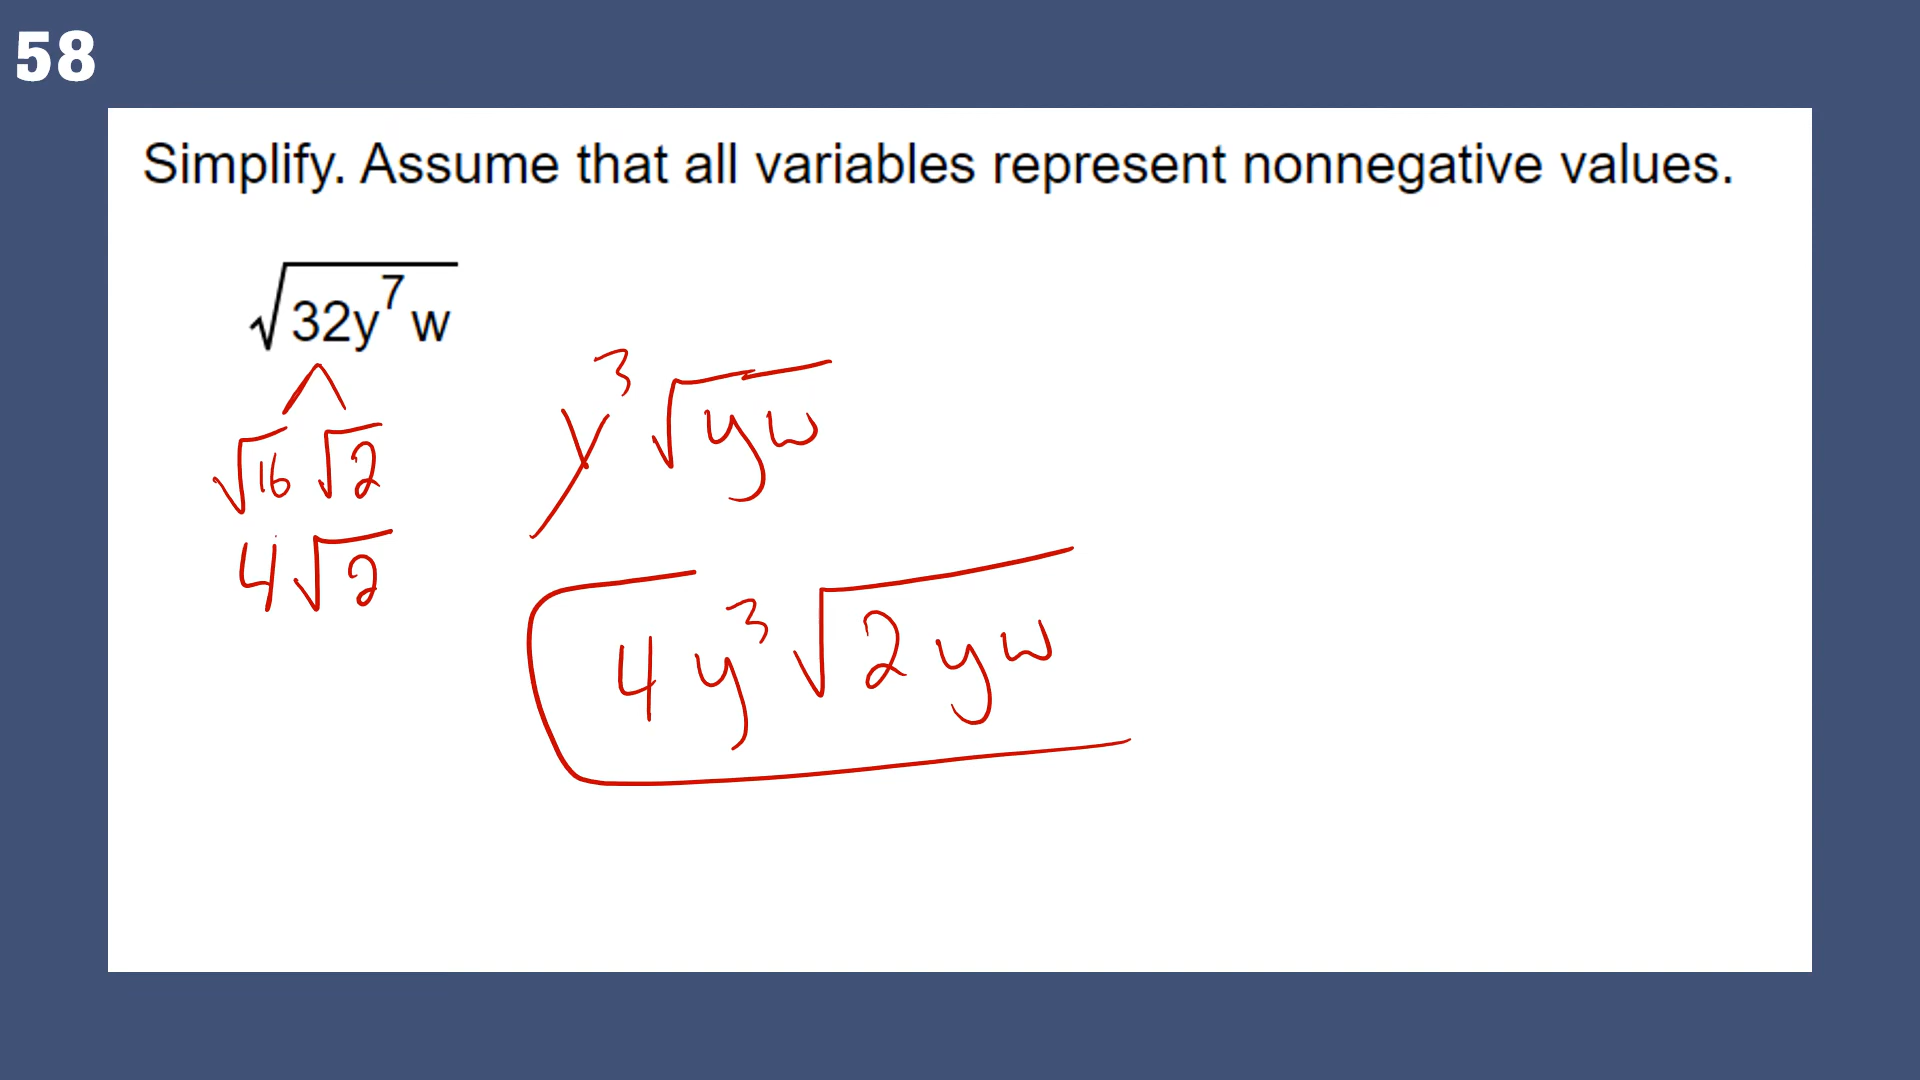 58
Simplify. Assume that all variables represent nonnegative values.
√32y⁷w
y³√yw
√16 √2
4√2
4y³√2yw